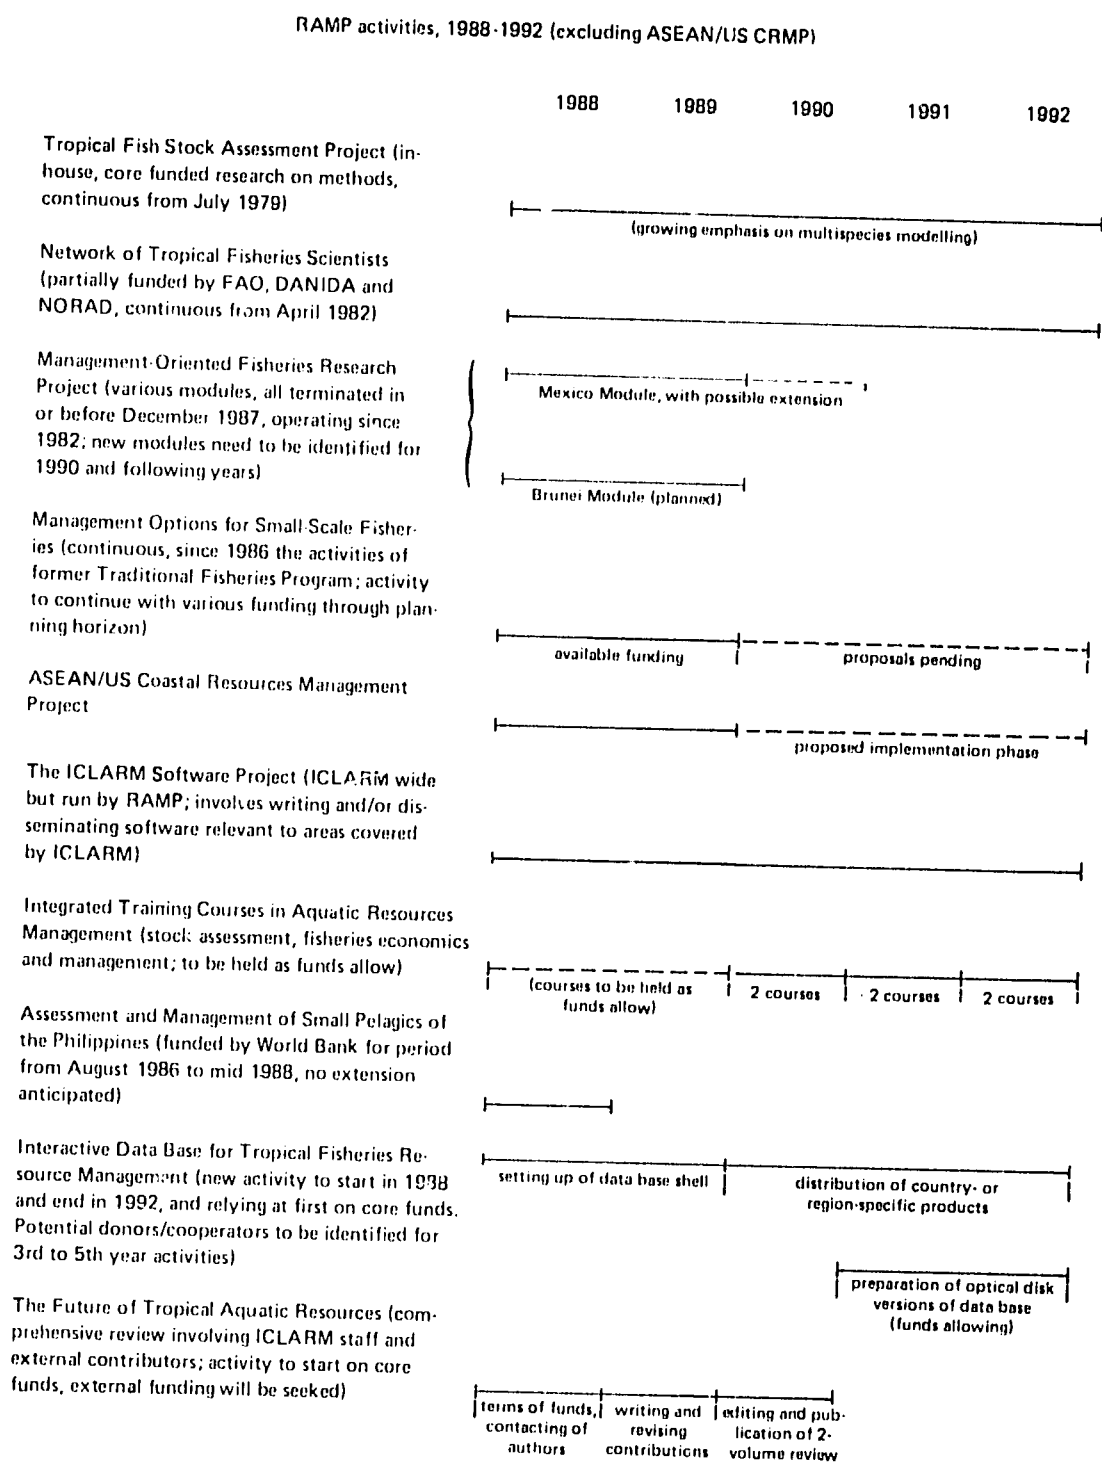 RAMP activities, 1988-1992 (excluding ASEAN/US CRMP)
1988 1989 1990 1991 1992
Tropical Fish Stock Assessment Project (in-
house, core funded research on methods,
continuous from July 1979)
(growing emphasis on multispecies modelling)
Network of Tropical Fisheries Scientists
(partially funded by FAO, DANIDA and
NORAD, continuous from April 1982)
Management-Oriented Fisheries Research
Project (various modules, all terminated in
or before December 1987, operating since
1982; new modules need to be identified for
1990 and following years)
Mexico Module, with possible extension
Brunei Module (planned)
Management Options for Small-Scale Fisher-
ies (continuous, since 1986 the activities of
former Traditional Fisheries Program; activity
to continue with various funding through plan-
ning horizon)
available funding
proposals pending
ASEAN/US Coastal Resources Management
Project
proposed implementation phase
The ICLARM Software Project (ICLARM wide
but run by RAMP; involves writing and/or dis-
seminating software relevant to areas covered
by ICLARM)
Integrated Training Courses in Aquatic Resources
Management (stock assessment, fisheries economics
and management; to be held as funds allow)
(courses to be held as
funds allow)
2 courses
2 courses
2 courses
Assessment and Management of Small Pelagics of
the Philippines (funded by World Bank for period
from August 1986 to mid 1988, no extension
anticipated)
Interactive Data Base for Tropical Fisheries Re-
source Management (new activity to start in 1988
and end in 1992, and relying at first on core funds.
Potential donors/cooperators to be identified for
3rd to 5th year activities)
setting up of data base shell
distribution of country- or
region-specific products
preparation of optical disk
versions of data base
(funds allowing)
The Future of Tropical Aquatic Resources (com-
prehensive review involving ICLARM staff and
external contributors; activity to start on core
funds, external funding will be seeked)
terms of funds,
contacting of
authors
writing and
revising
contributions
editing and pub-
lication of 2-
volume review